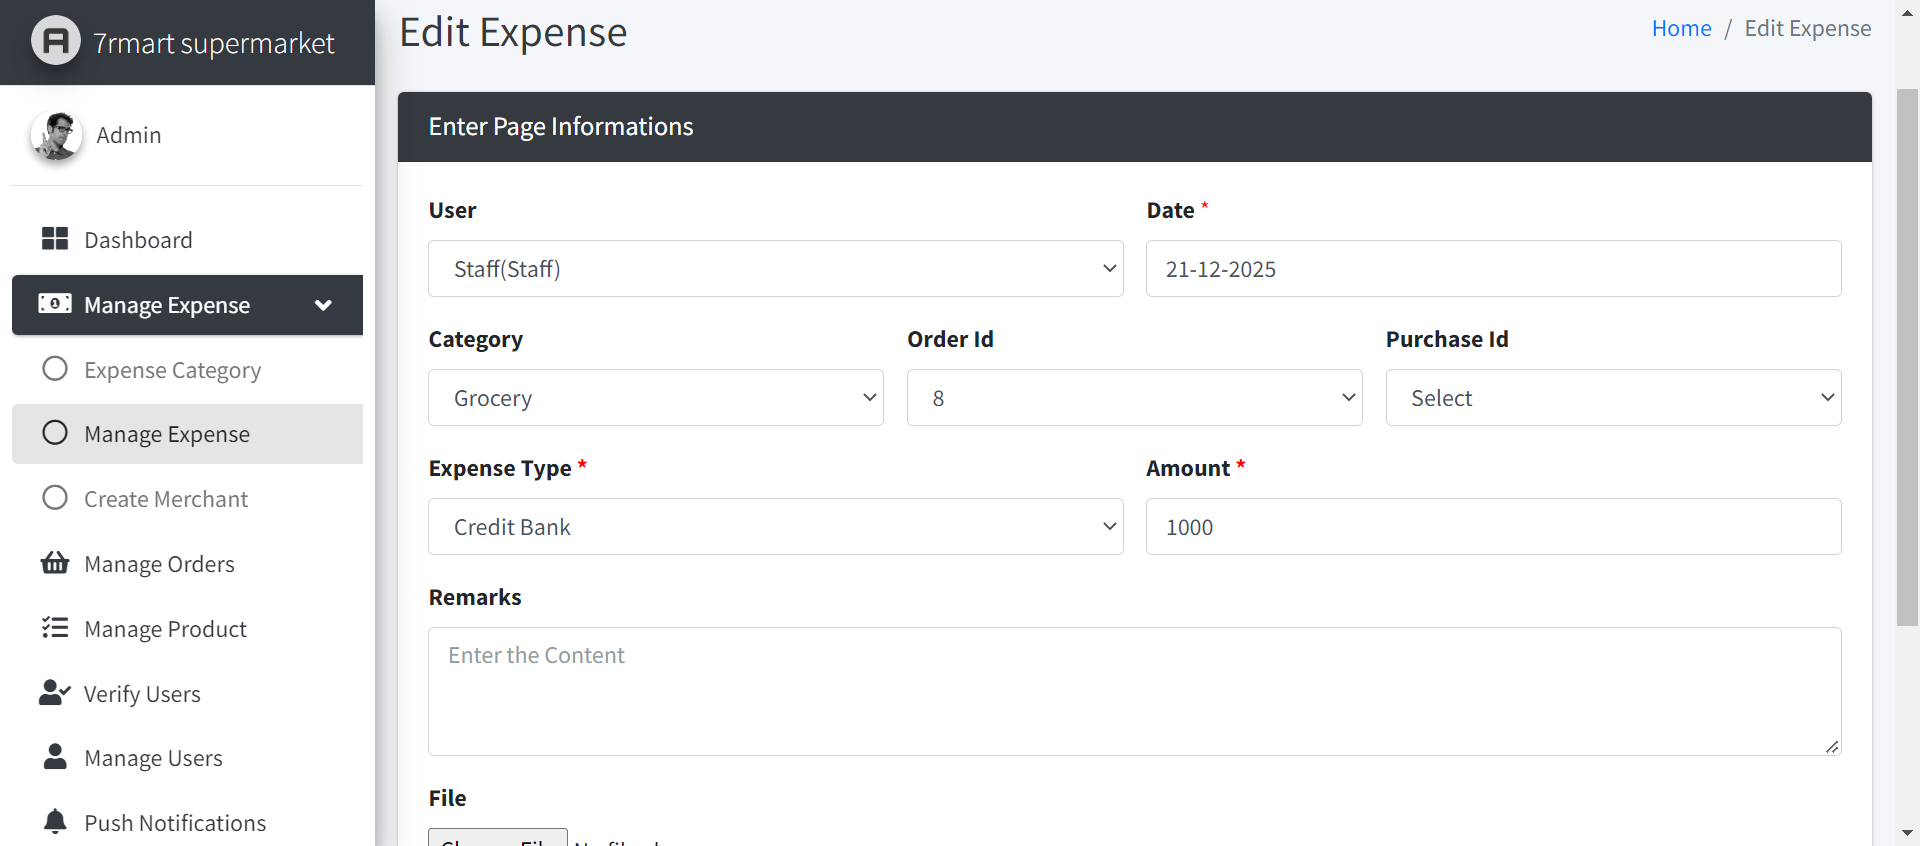 7rmart supermarket
Admin
Dashboard
Manage Expense
Expense Category
Manage Expense
Create Merchant
Manage Orders
Manage Product
Verify Users
Manage Users
Push Notifications
Edit Expense
Home / Edit Expense
Enter Page Informations
User
Date *
Staff(Staff)
21-12-2025
Category
Order Id
Purchase Id
Grocery
8
Select
Expense Type *
Amount *
Credit Bank
1000
Remarks
Enter the Content
File